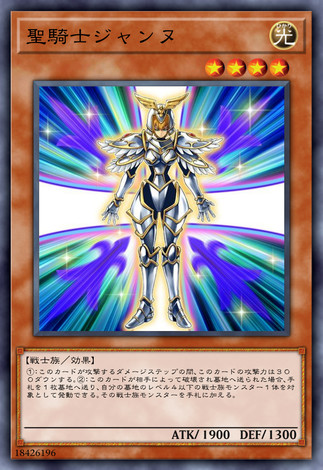 聖騎士ジャンヌ
光
【戦士族／効果】
①：このカードが攻撃するダメージステップの間、このカードの攻撃力は３０
０ダウンする。②：このカードが相手によって破壊され墓地へ送られた場合、手
札を１枚墓地へ送り、自分の墓地のレベル４以下の戦士族モンスター１体を対
象として発動できる。その戦士族モンスターを手札に加える。
ATK/ 1900 DEF/1300
18426196